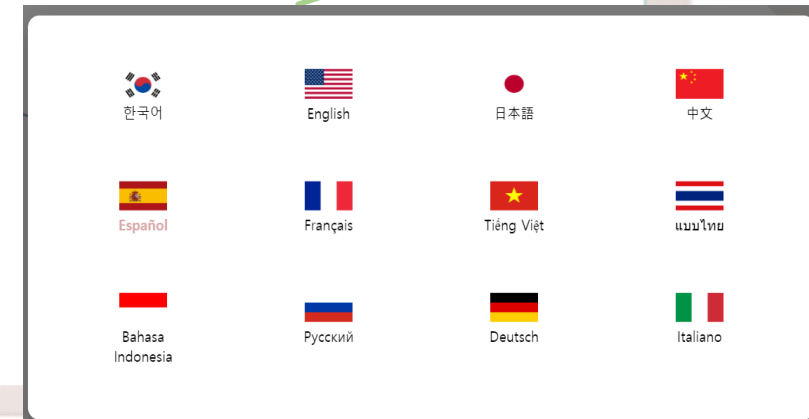 한국어
English
日本語
中文
Español
Français
Tiếng Việt
แบบไทย
Bahasa
Indonesia
Русский
Deutsch
Italiano